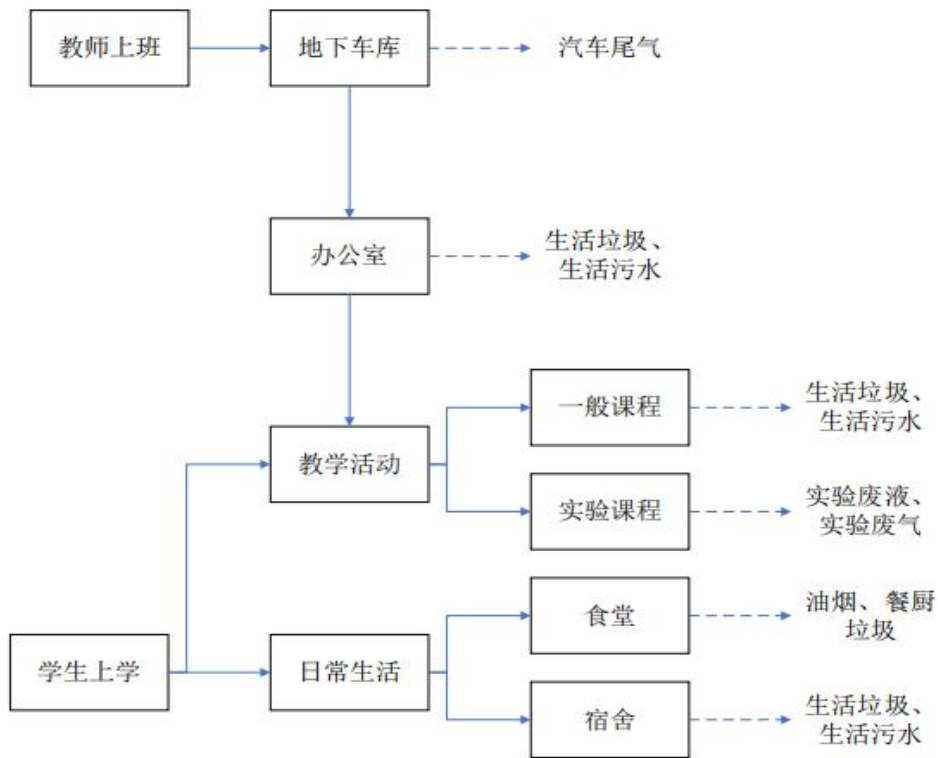 教师上班
地下车库
汽车尾气
办公室
生活垃圾、
生活污水
一般课程
生活垃圾、
生活污水
教学活动
实验课程
实验废液、
实验废气
食堂
油烟、餐厨
垃圾
学生上学
日常生活
宿舍
生活垃圾、
生活污水